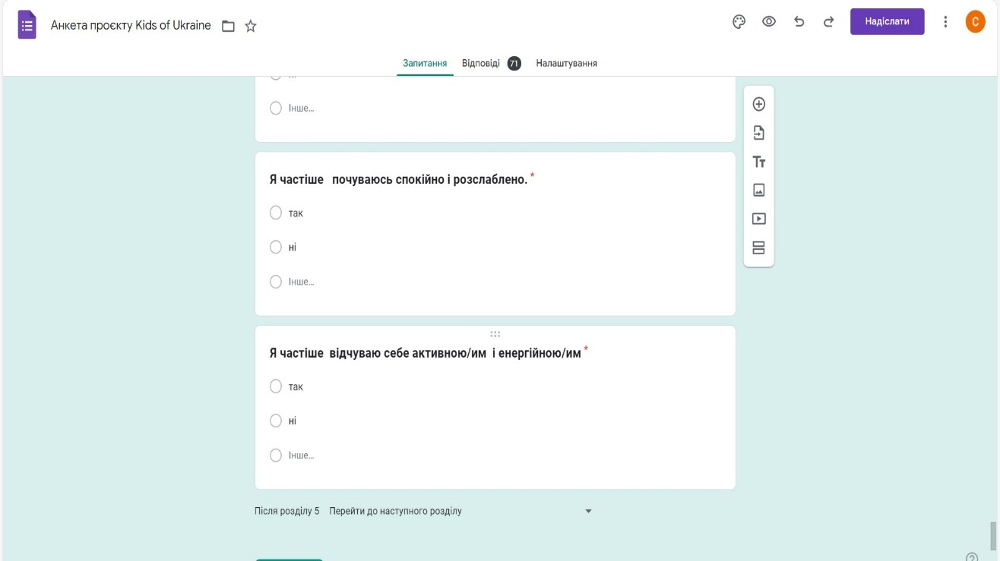 Анкета проєкту Kids of Ukraine
Надіслати
С
Запитання Відповіді 71 Налаштування
Інше...
Я частіше почуваюсь спокійно і розслаблено. *
так
ні
Інше...
Я частіше відчуваю себе активною/им і енергійною/им *
так
ні
Інше...
Після розділу 5 Перейти до наступного розділу